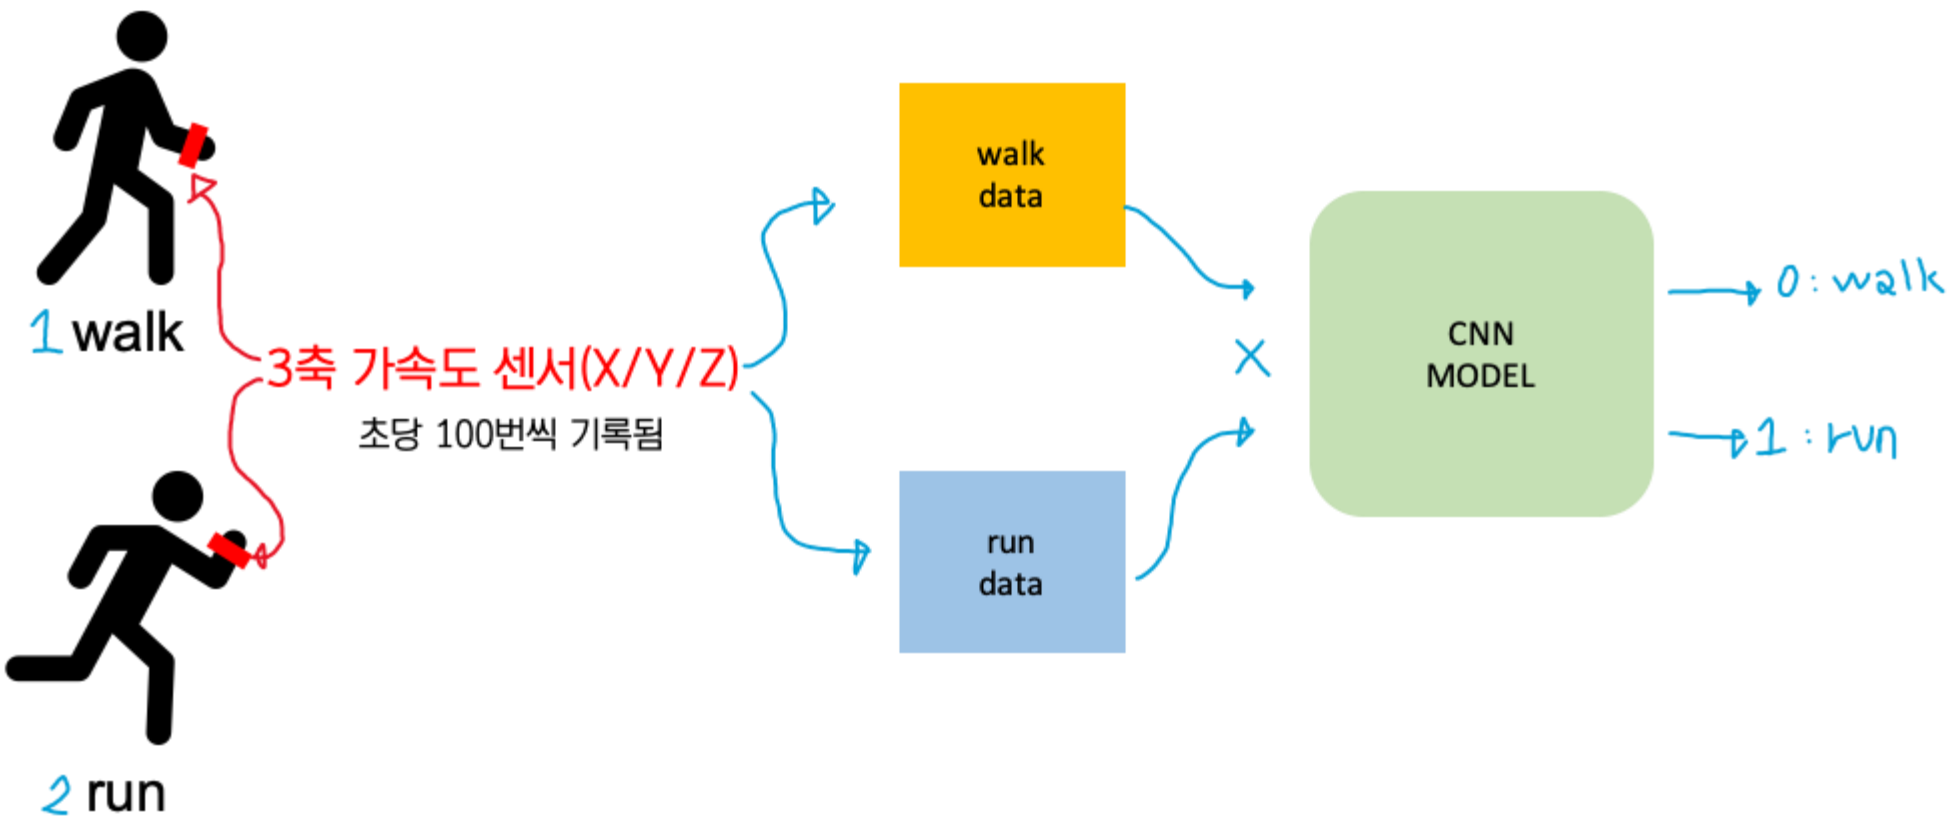 1 walk
3축 가속도 센서(X/Y/Z)
초당 100번씩 기록됨
2 run
walk
data
run
data
X
CNN
MODEL
0: walk
1: run